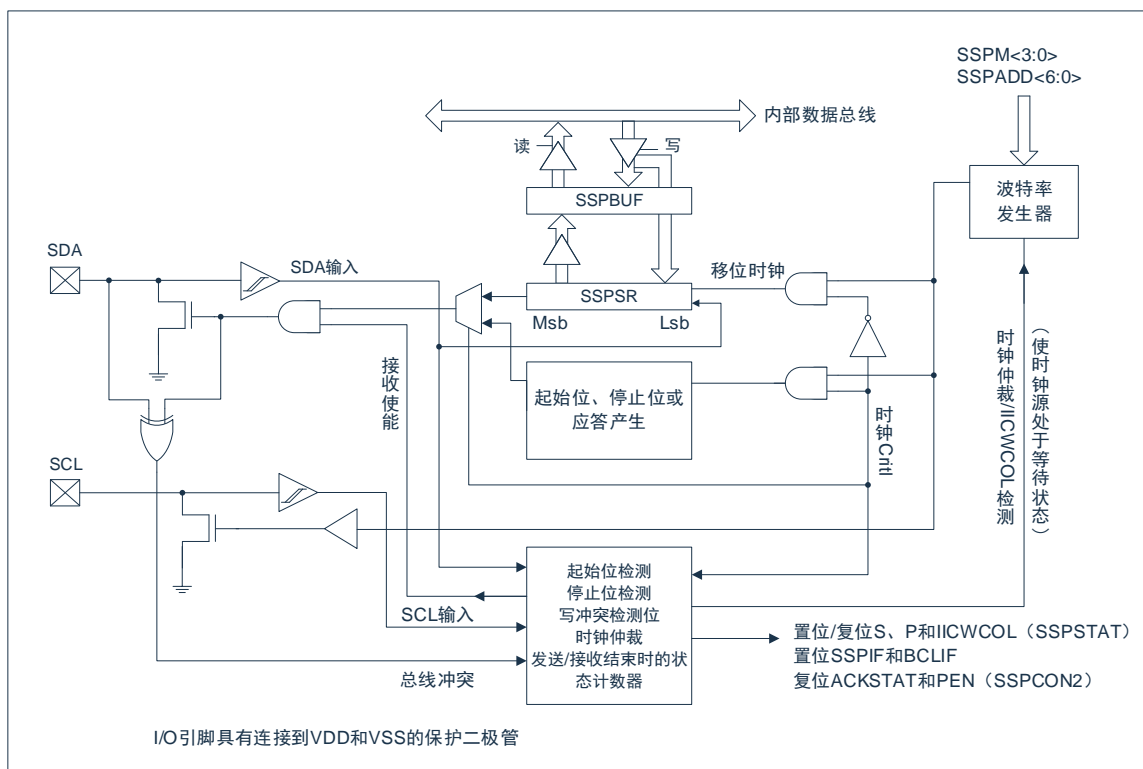 SSPM<3:0>
SSPADD<6:0>
内部数据总线
读
写
SSPBUF
波特率
发生器
SDA
SDA输入
移位时钟
SSPSR
Msb
Lsb
接收使能
起始位、停止位或
应答产生
时钟Critl
时钟仲裁/IICWCOL检测
（使时钟源处于等待状态）
SCL
SCL输入
起始位检测
停止位检测
写冲突检测位
时钟仲裁
发送/接收结束时的状
态计数器
总线冲突
置位/复位S、P和IICWCOL（SSPSTAT）
置位SSPIF和BCLIF
复位ACKSTAT和PEN（SSPCON2）
I/O引脚具有连接到VDD和VSS的保护二极管